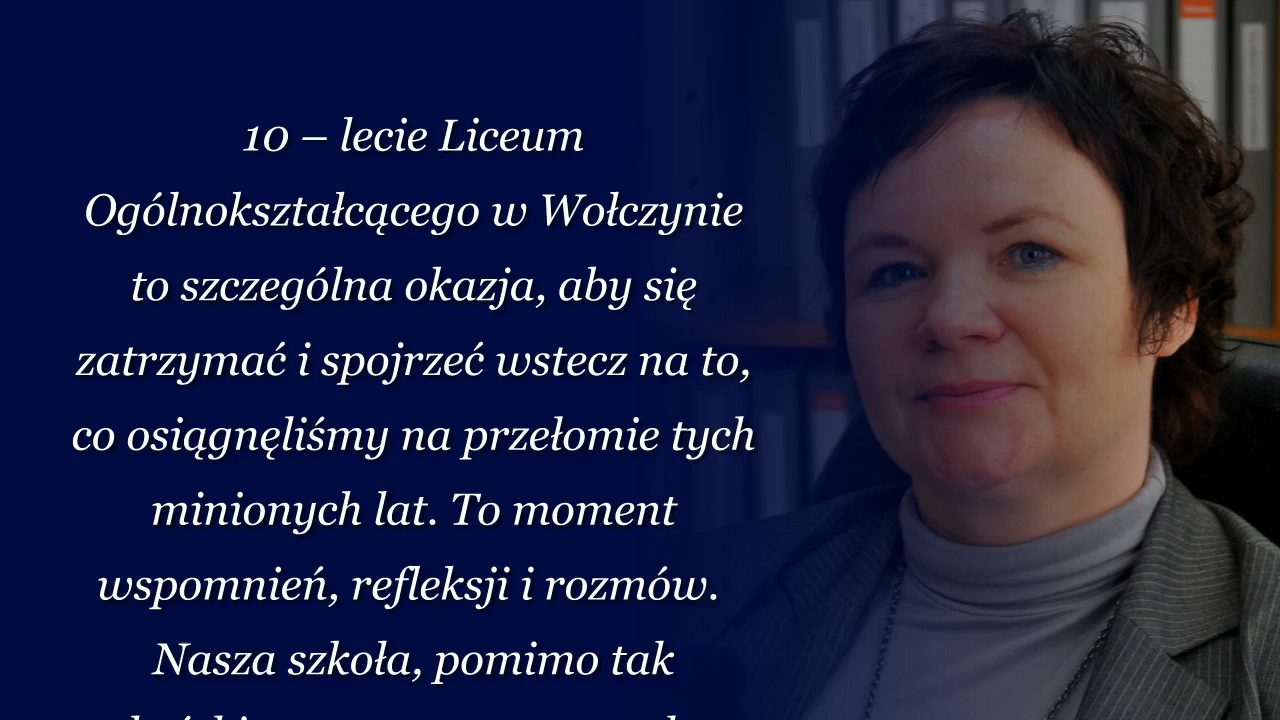 10 – lecie Liceum
Ogólnokształcącego w Wołczynie
to szczególna okazja, aby się
zatrzymać i spojrzeć wstecz na to,
co osiągnęliśmy na przełomie tych
minionych lat. To moment
wspomnień, refleksji i rozmów.
Nasza szkoła, pomimo tak